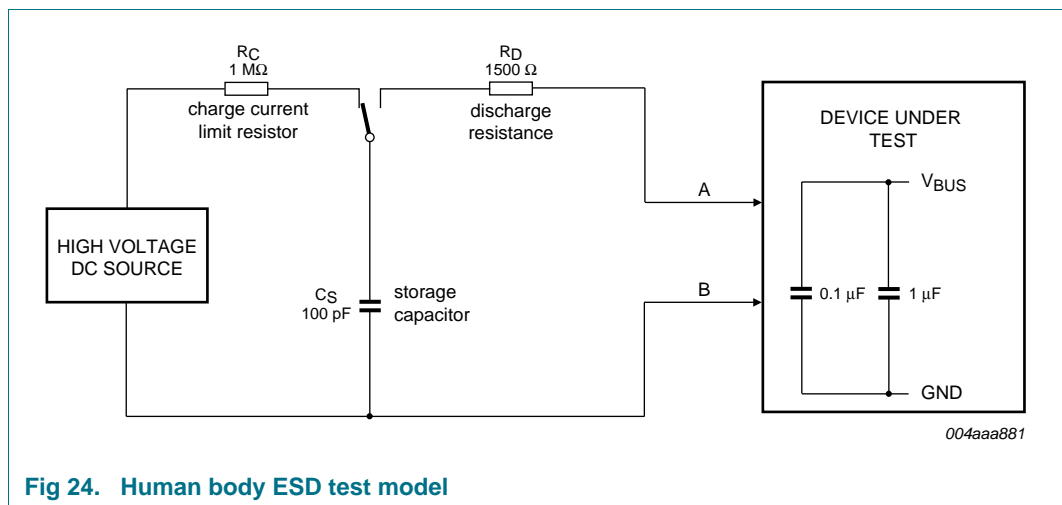 RC
1 MΩ
charge current
limit resistor
RD
1500 Ω
discharge
resistance
DEVICE UNDER
TEST
A
VBUS
HIGH VOLTAGE
DC SOURCE
CS
100 pF
storage
capacitor
B
0.1 μF
1 μF
GND
004aaa881
Fig 24. Human body ESD test model